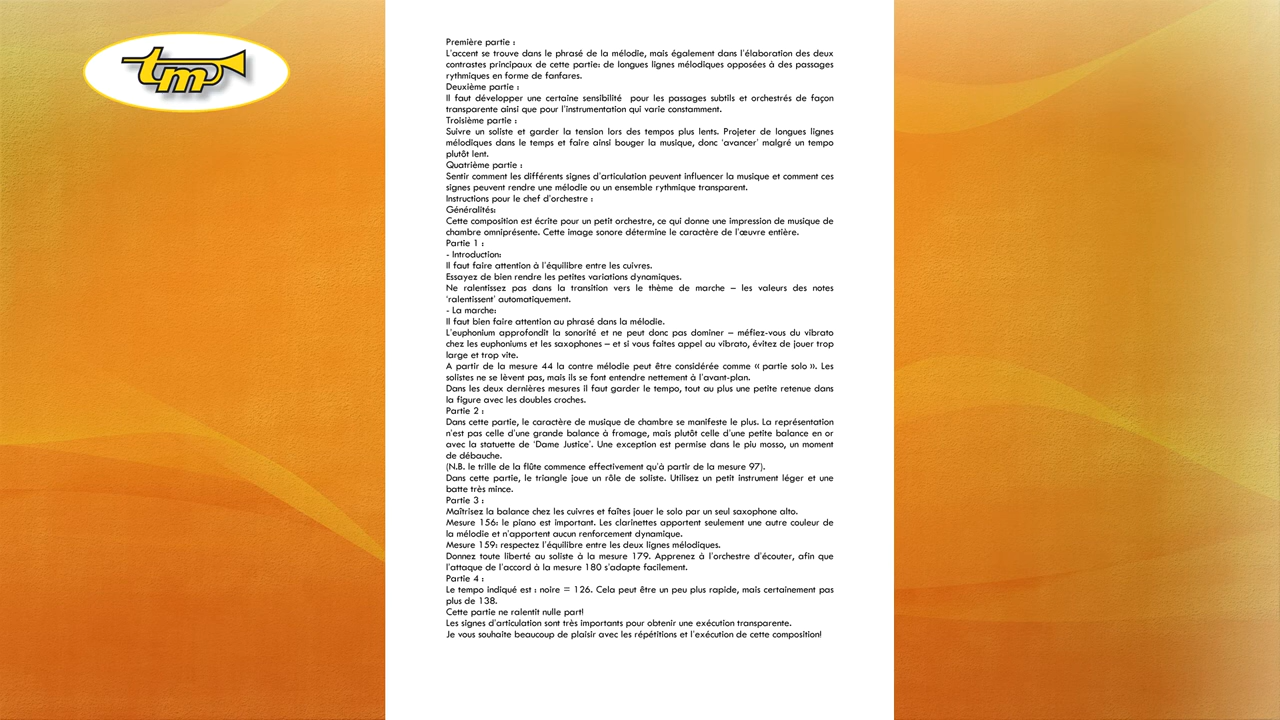 tm
Première partie :
L'accent se trouve dans le phrasé de la mélodie, mais également dans l'élaboration des deux
contrastes principaux de cette partie: de longues lignes mélodiques opposées à des passages
rythmiques en forme de fanfares.
Deuxième partie :
Il faut développer une certaine sensibilité  pour les passages subtils et orchestrés de façon
transparente ainsi que pour l'instrumentation qui varie constamment.
Troisième partie :
Suivre un soliste et garder la tension lors des tempos plus lents. Projeter de longues lignes
mélodiques dans le temps et faire ainsi bouger la musique, donc 'avancer' malgré un tempo
plutôt lent.
Quatrième partie :
Sentir comment les différents signes d'articulation peuvent influencer la musique et comment ces
signes peuvent rendre une mélodie ou un ensemble rythmique transparent.
Instructions pour le chef d'orchestre :
Généralités:
Cette composition est écrite pour un petit orchestre, ce qui donne une impression de musique de
chambre omniprésente. Cette image sonore détermine le caractère de l'œuvre entière.
Partie 1 :
- Introduction:
Il faut faire attention à l'équilibre entre les cuivres.
Essayez de bien rendre les petites variations dynamiques.
Ne ralentissez pas dans la transition vers le thème de marche – les valeurs des notes
'ralentissent' automatiquement.
- La marche:
Il faut bien faire attention au phrasé dans la mélodie.
L'euphonium approfondit la sonorité et ne peut donc pas dominer – méfiez-vous du vibrato
chez les euphoniums et les saxophones – et si vous faites appel au vibrato, évitez de jouer trop
large et trop vite.
A partir de la mesure 44 la contre mélodie peut être considérée comme « partie solo ». Les
solistes ne se lèvent pas, mais ils se font entendre nettement à l'avant-plan.
Dans les deux dernières mesures il faut garder le tempo, tout au plus une petite retenue dans
la figure avec les doubles croches.
Partie 2 :
Dans cette partie, le caractère de musique de chambre se manifeste le plus. La représentation
n'est pas celle d'une grande balance à fromage, mais plutôt celle d'une petite balance en or
avec la statuette de 'Dame Justice'. Une exception est permise dans le piu mosso, un moment
de débauche.
(N.B. le trille de la flûte commence effectivement qu'à partir de la mesure 97).
Dans cette partie, le triangle joue un rôle de soliste. Utilisez un petit instrument léger et une
batte très mince.
Partie 3 :
Maîtrisez la balance chez les cuivres et faîtes jouer le solo par un seul saxophone alto.
Mesure 156: le piano est important. Les clarinettes apportent seulement une autre couleur de
la mélodie et n'apportent aucun renforcement dynamique.
Mesure 159: respectez l'équilibre entre les deux lignes mélodiques.
Donnez toute liberté au soliste à la mesure 179. Apprenez à l'orchestre d'écouter, afin que
l'attaque de l'accord à la mesure 180 s'adapte facilement.
Partie 4 :
Le tempo indiqué est : noire = 126. Cela peut être un peu plus rapide, mais certainement pas
plus de 138.
Cette partie ne ralentit nulle part!
Les signes d'articulation sont très importants pour obtenir une exécution transparente.
Je vous souhaite beaucoup de plaisir avec les répétitions et l'exécution de cette composition!